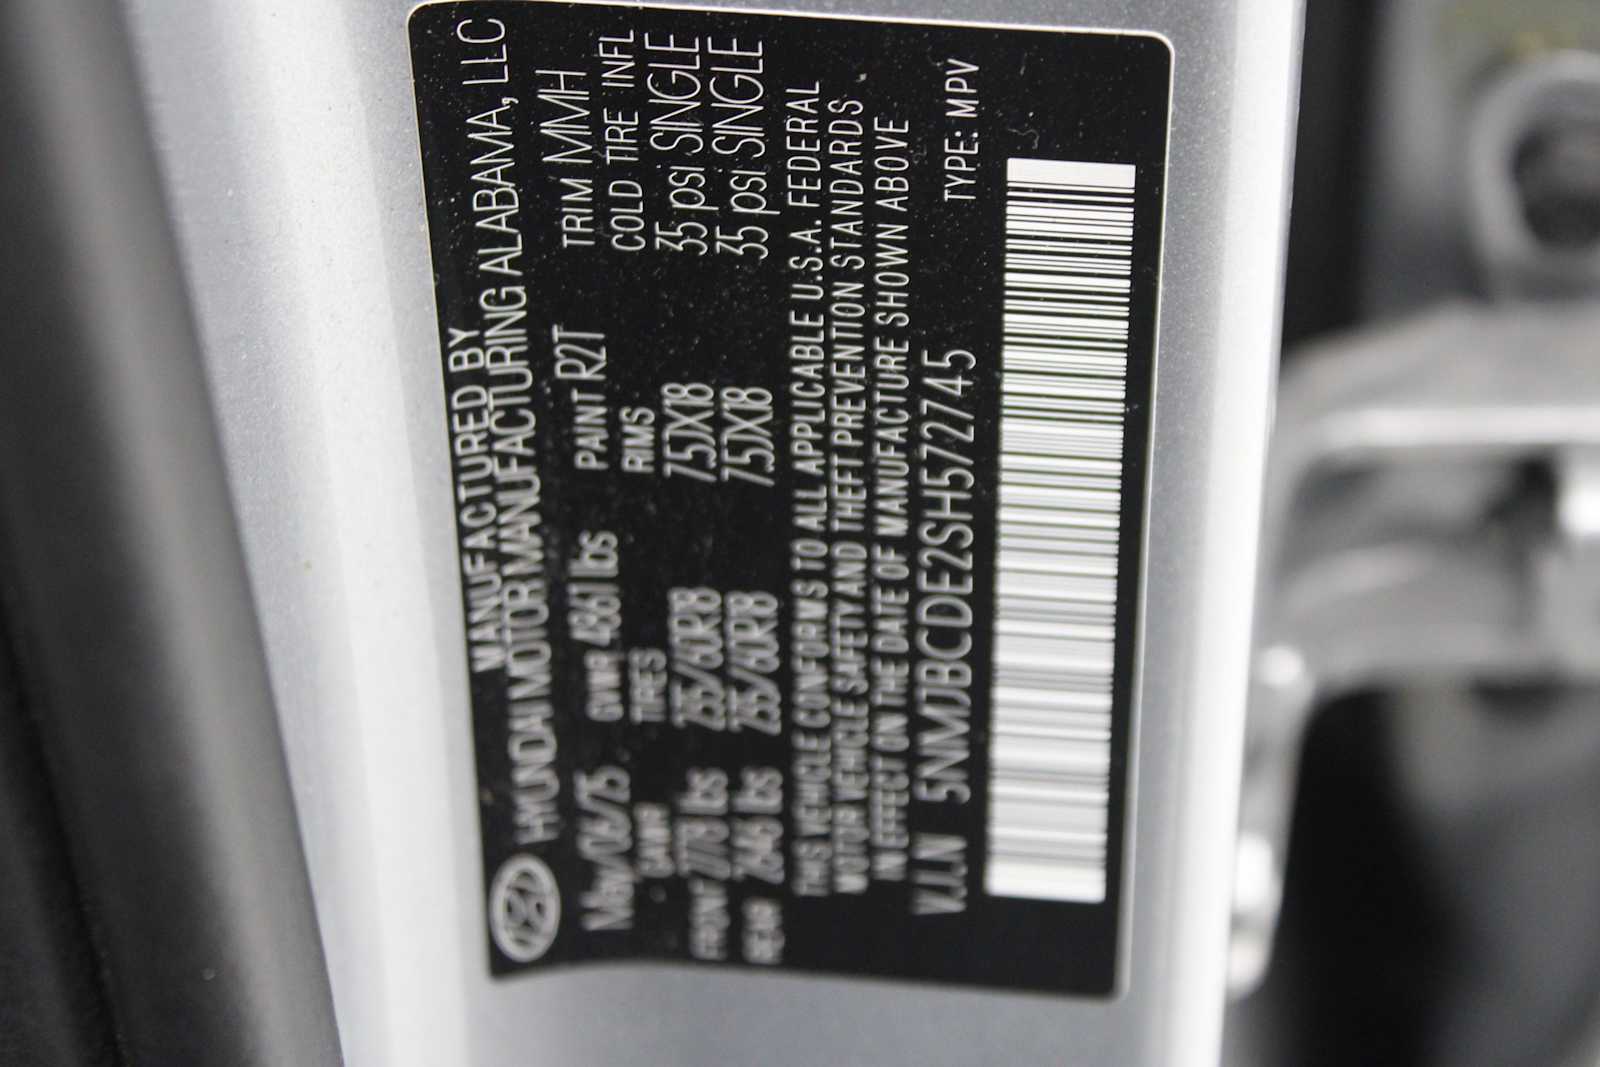 MANUFACTURED BY
HYUNDAI MOTOR MANUFACTURING ALABAMA, LLC
May/06/25 GVWR 4861 lbs PAINT R2T TRIM MMH
GAWR TIRES RIMS COLD TIRE INFL
FRONT 2778 lbs 235/60R18 7.5JX18 35 psi SINGLE
REAR 2646 lbs 235/60R18 7.5JX18 35 psi SINGLE
THIS VEHICLE CONFORMS TO ALL APPLICABLE U.S.A. FEDERAL
MOTOR VEHICLE SAFETY AND THEFT PREVENTION STANDARDS
IN EFFECT ON THE DATE OF MANUFACTURE SHOWN ABOVE
V.I.N 5NMJBCDE2SH572745 TYPE: MPV